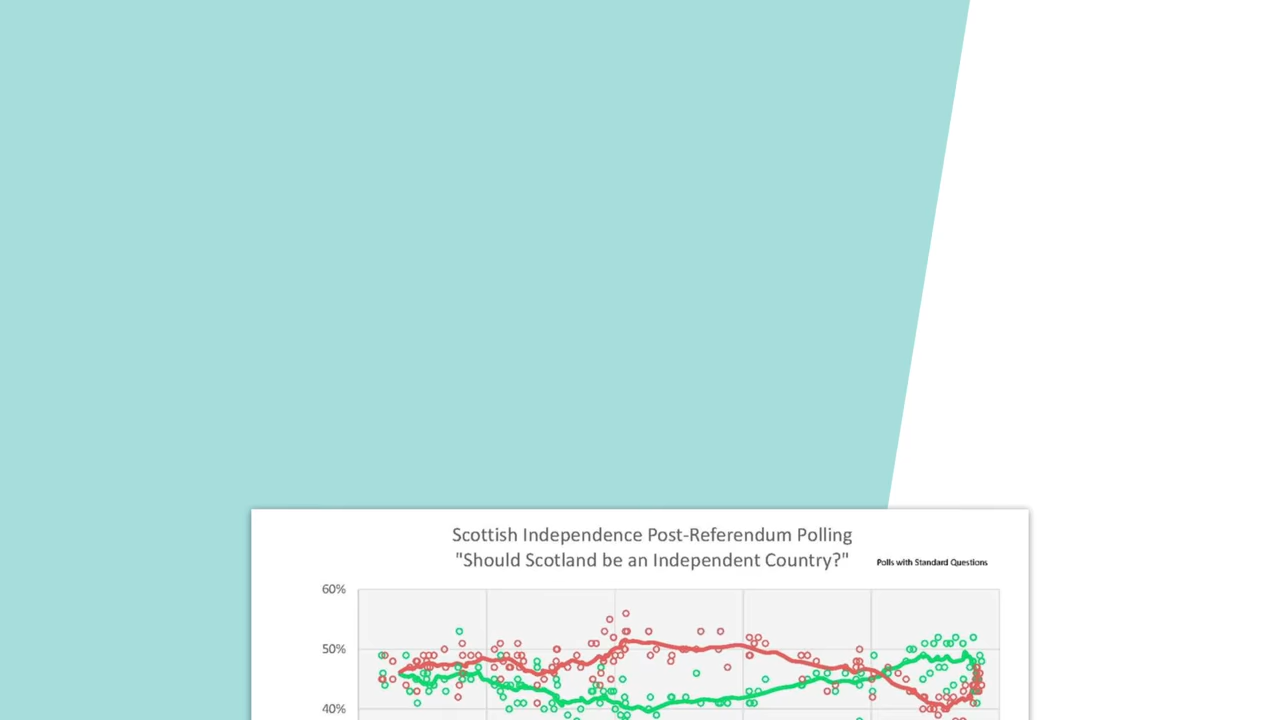 Scottish Independence Post-Referendum Polling
"Should Scotland be an Independent Country?"
Polls with Standard Questions
60%
50%
40%